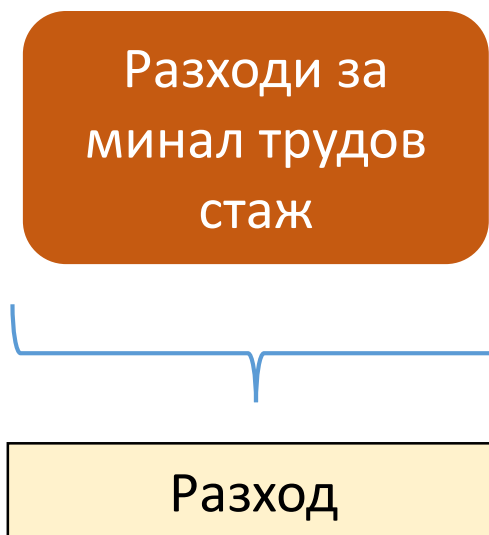 Разходи за
минал трудов
стаж
Разход